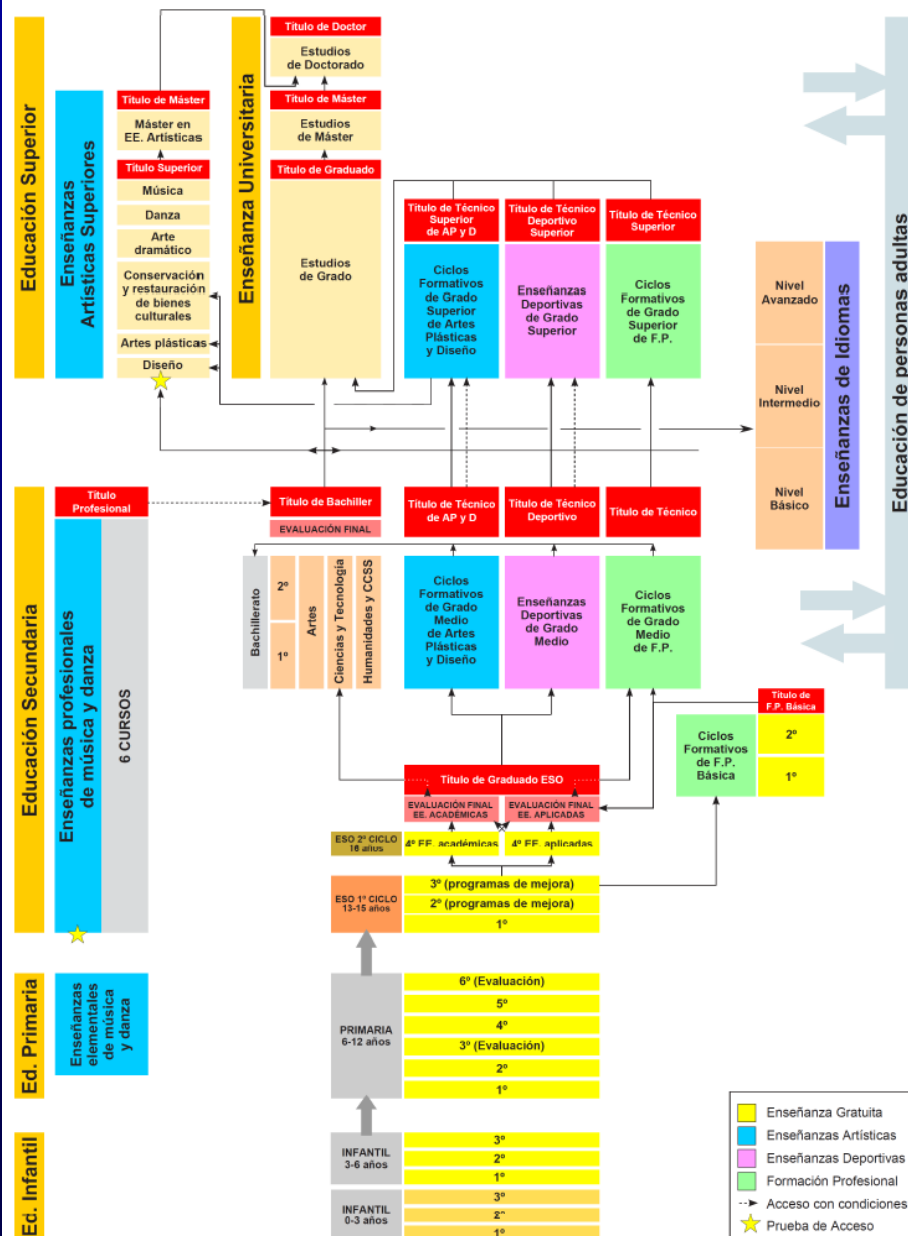 Educación Superior
Enseñanzas
Artísticas Superiores
Título de Máster
Máster en
EE. Artísticas
Título Superior
Música
Danza
Arte
dramático
Conservación
y restauración
de bienes
culturales
Artes plásticas
Diseño
Enseñanza Universitaria
Título de Doctor
Estudios
de Doctorado
Título de Máster
Estudios
de Máster
Título de Graduado
Estudios
de Grado
Título de Técnico
Superior
de AP y D
Ciclos
Formativos
de Grado
Superior
de Artes
Plásticas
y Diseño
Título de Técnico
Deportivo
Superior
Enseñanzas
Deportivas
de Grado
Superior
Título de Técnico
Superior
Ciclos
Formativos
de Grado
Superior
de F.P.
Nivel
Avanzado
Nivel
Intermedio
Nivel
Básico
Enseñanzas de Idiomas
Educación de personas adultas
Educación Secundaria
Título
Profesional
Enseñanzas profesionales
de música y danza
6 CURSOS
Título de Bachiller
EVALUACIÓN FINAL
Bachillerato
2º
1º
Artes
Ciencias y Tecnología
Humanidades y CCSS
Título de Técnico
de AP y D
Ciclos
Formativos
de Grado
Medio
de Artes
Plásticas
y Diseño
Título de Técnico
Deportivo
Enseñanzas
Deportivas
de Grado
Medio
Título de Técnico
Ciclos
Formativos
de Grado
Medio
de F.P.
Título de
F.P. Básica
Ciclos
Formativos
de F.P.
Básica
2º
1º
Título de Graduado ESO
EVALUACIÓN FINAL
EE. ACADÉMICAS
EVALUACIÓN FINAL
EE. APLICADAS
ESO 2º CICLO
16 años
4º EE. académicas
4º EE. aplicadas
ESO 1º CICLO
13-15 años
3º (programas de mejora)
2º (programas de mejora)
1º
Ed. Primaria
Enseñanzas
elementales
de música
y danza
PRIMARIA
6-12 años
6º (Evaluación)
5º
4º
3º (Evaluación)
2º
1º
Ed. Infantil
INFANTIL
3-6 años
3º
2º
1º
INFANTIL
0-3 años
3º
2º
1º
Enseñanza Gratuita
Enseñanzas Artísticas
Enseñanzas Deportivas
Formación Profesional
Acceso con condiciones
Prueba de Acceso